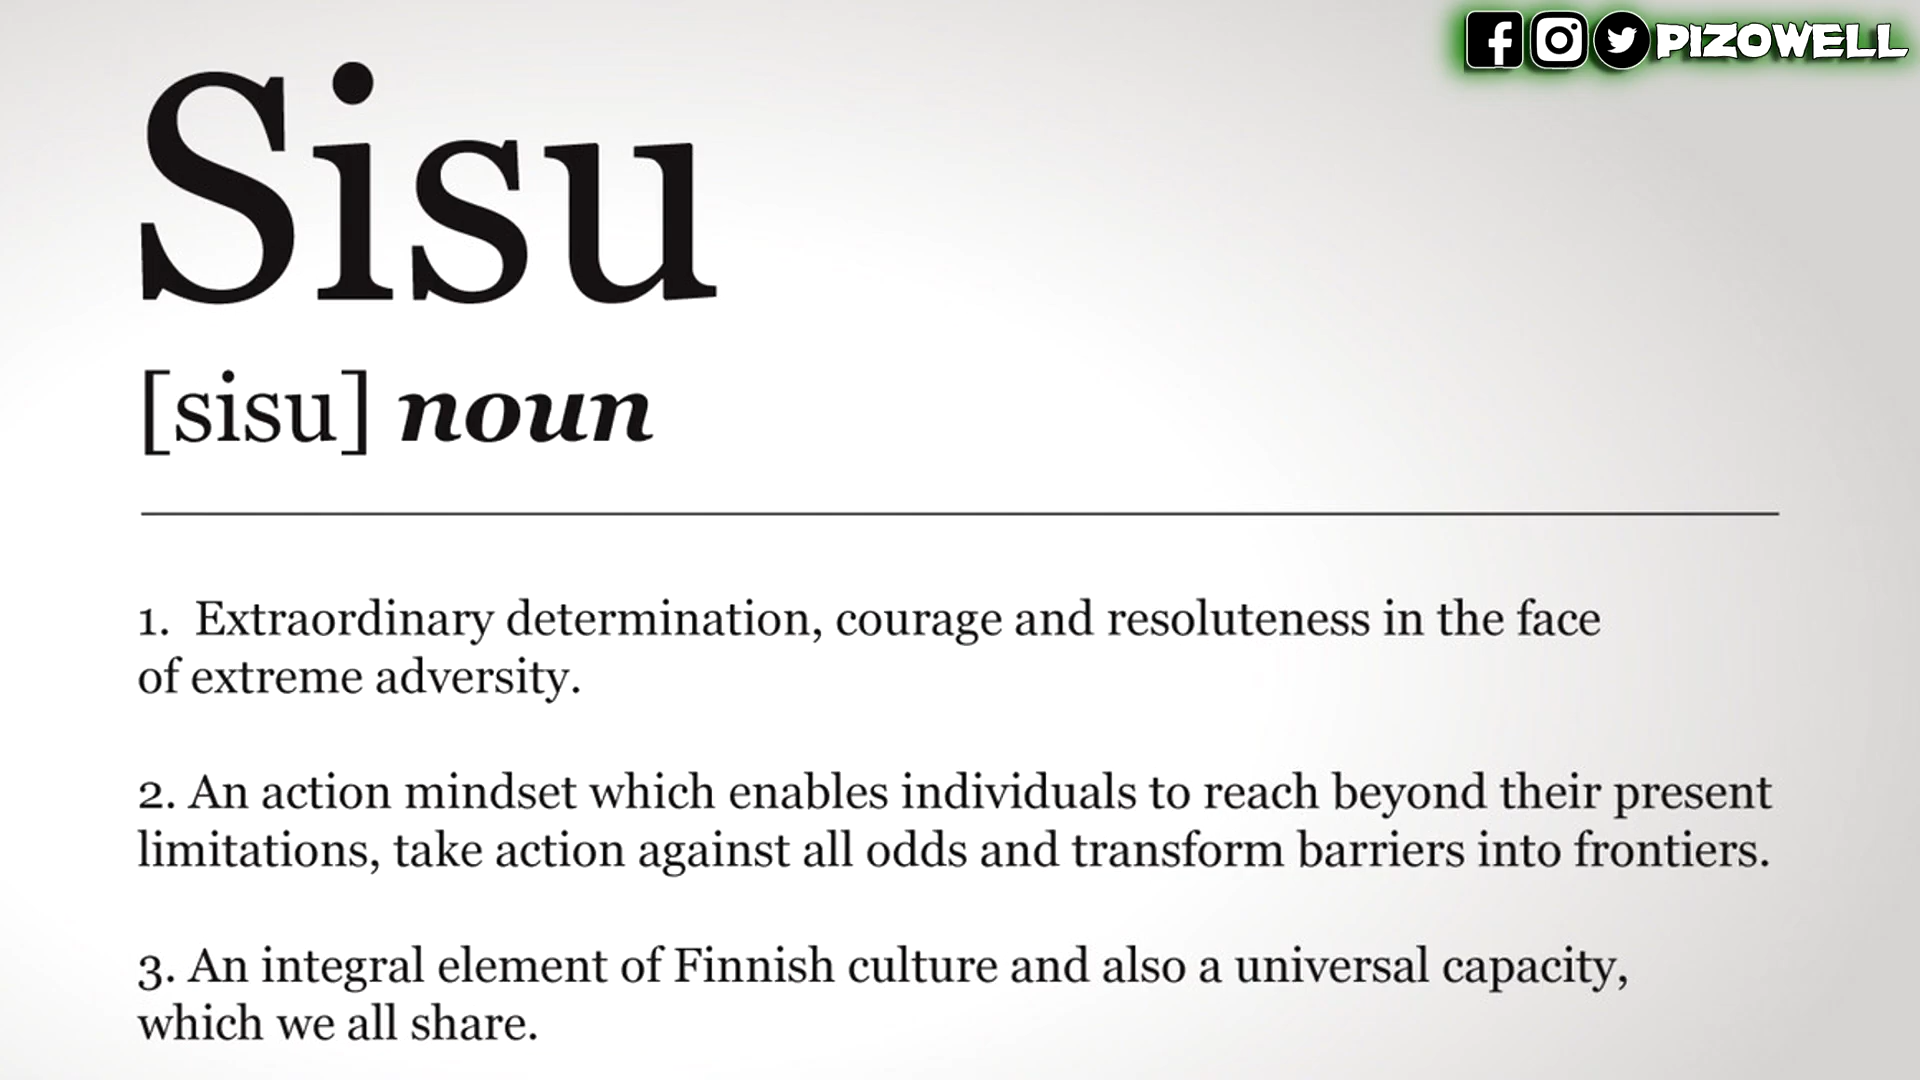 PIZOWELL
Sisu
[sisu] noun
1. Extraordinary determination, courage and resoluteness in the face
of extreme adversity.
2. An action mindset which enables individuals to reach beyond their present
limitations, take action against all odds and transform barriers into frontiers.
3. An integral element of Finnish culture and also a universal capacity,
which we all share.